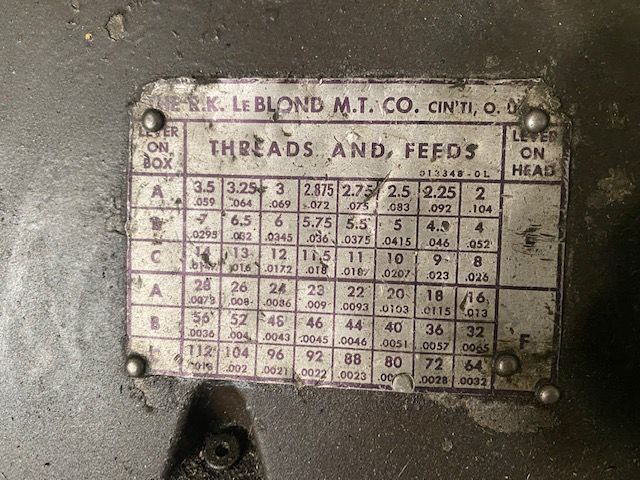 THE R.K. LeBLOND M.T. CO. CIN'TI, O. U
LEVER ON BOX
THREADS AND FEEDS
013348-0L
LEVER ON HEAD
A 3.5 3.25 3 2.875 2.75 2.5 2.25 2
.059 .064 .069 .072 .075 .083 .092 .104
B 7 6.5 6 5.75 5.5 5 4.5 4
.0295 .032 .0345 .036 .0375 .0415 .046 .052
C 14 13 12 11.5 11 10 9 8
.016 .0172 .018 .0207 .023 .026
A 28 26 24 23 22 20 18 16
.0073 .008 .0086 .009 .0093 .0103 .0115 .013
B 56 52 48 46 44 40 36 32
.0036 .004 .0043 .0045 .0046 .0051 .0057 .0065
F
112 104 96 92 88 80 72 64
.002 .0021 .0022 .0023 .0028 .0032